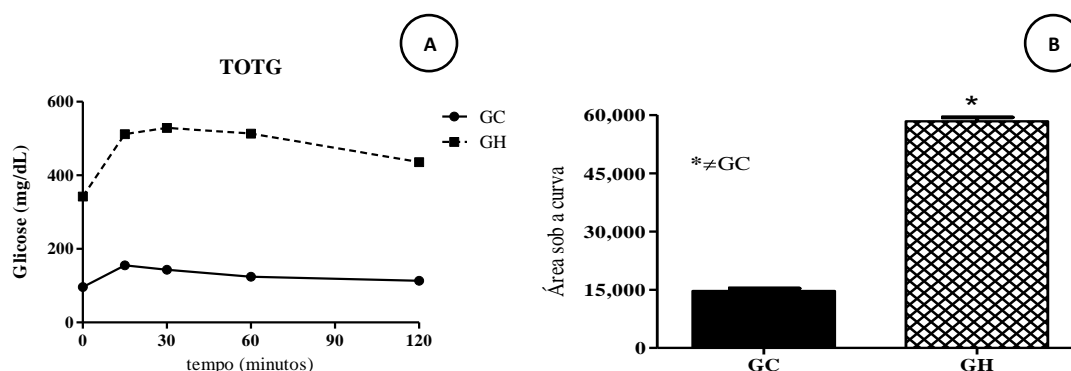 A
TOTG
Glicose (mg/dL)
600
400
200
0
0 30 60 90 120
tempo (minutos)
GC
GH
B
Área sob a curva
60,000
45,000
30,000
15,000
0
*
*≠GC
GC GH